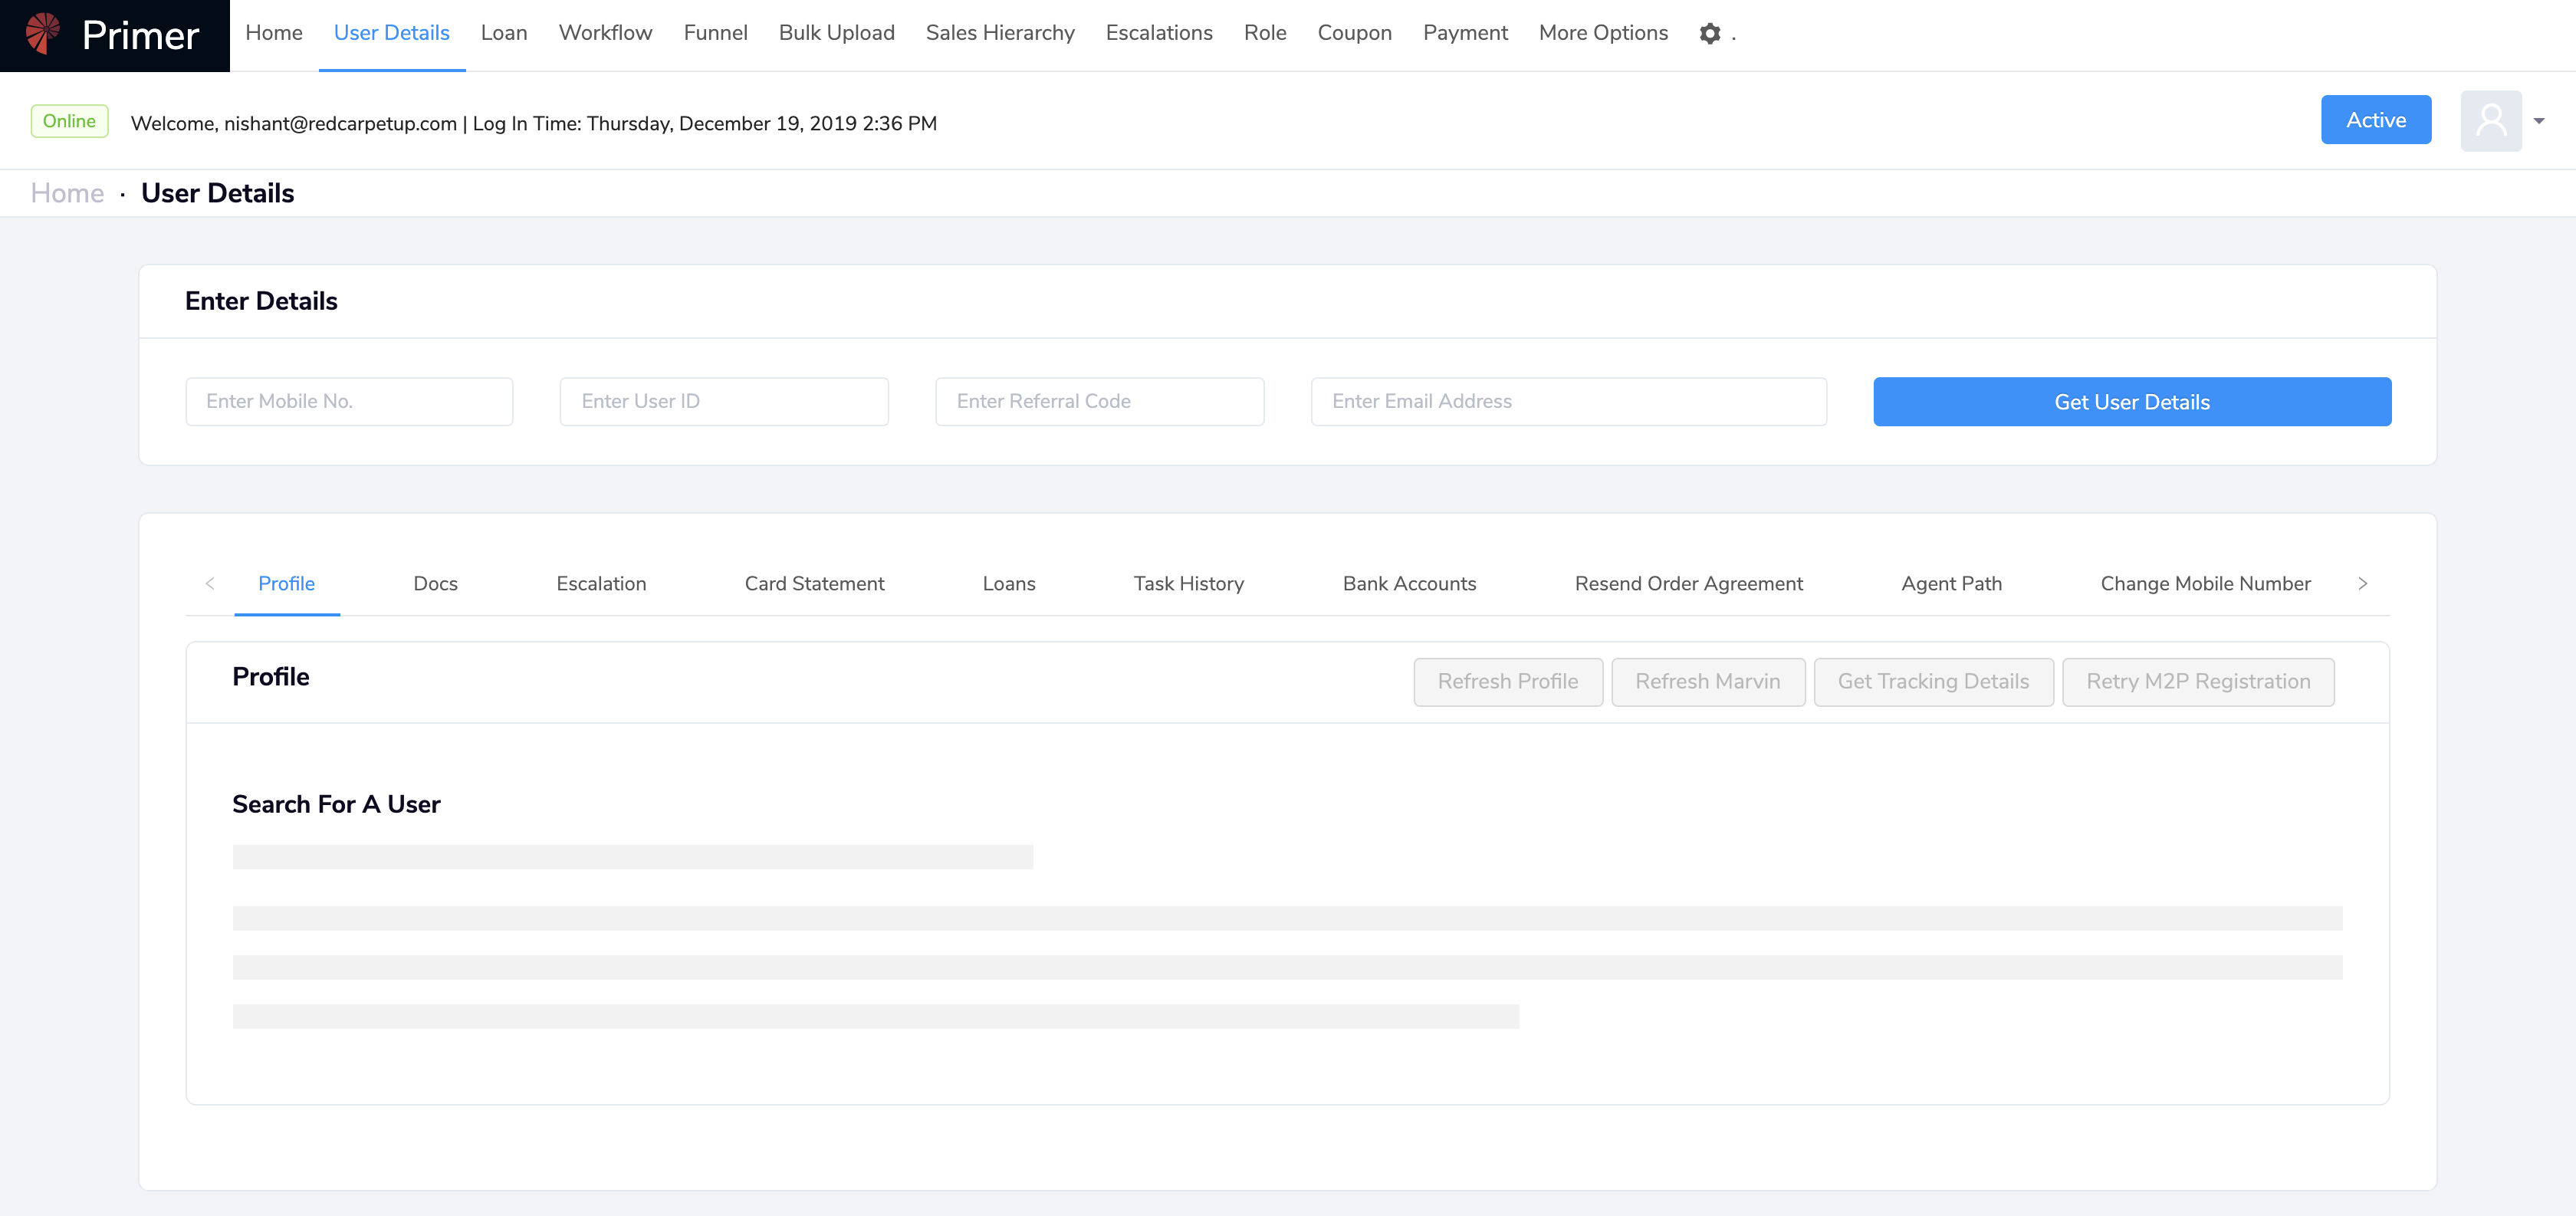 Primer Home User Details Loan Workflow Funnel Bulk Upload Sales Hierarchy Escalations Role Coupon Payment More Options .
Online Welcome, nishant@redcarpetup.com | Log In Time: Thursday, December 19, 2019 2:36 PM Active
Home · User Details
Enter Details
Enter Mobile No. Enter User ID Enter Referral Code Enter Email Address Get User Details
< Profile Docs Escalation Card Statement Loans Task History Bank Accounts Resend Order Agreement Agent Path Change Mobile Number >
Profile Refresh Profile Refresh Marvin Get Tracking Details Retry M2P Registration
Search For A User